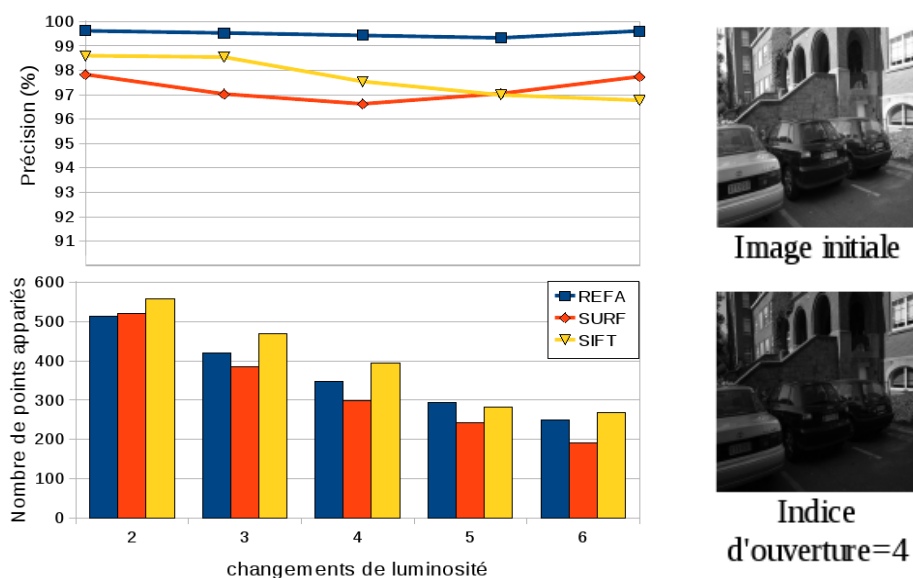 100
99
98
97
96
95
94
93
92
91
Précision (%)
600
500
400
300
200
100
0
Nombre de points appariés
REFA
SURF
SIFT
2 3 4 5 6
changements de luminosité
Image initiale
Indice
d'ouverture=4